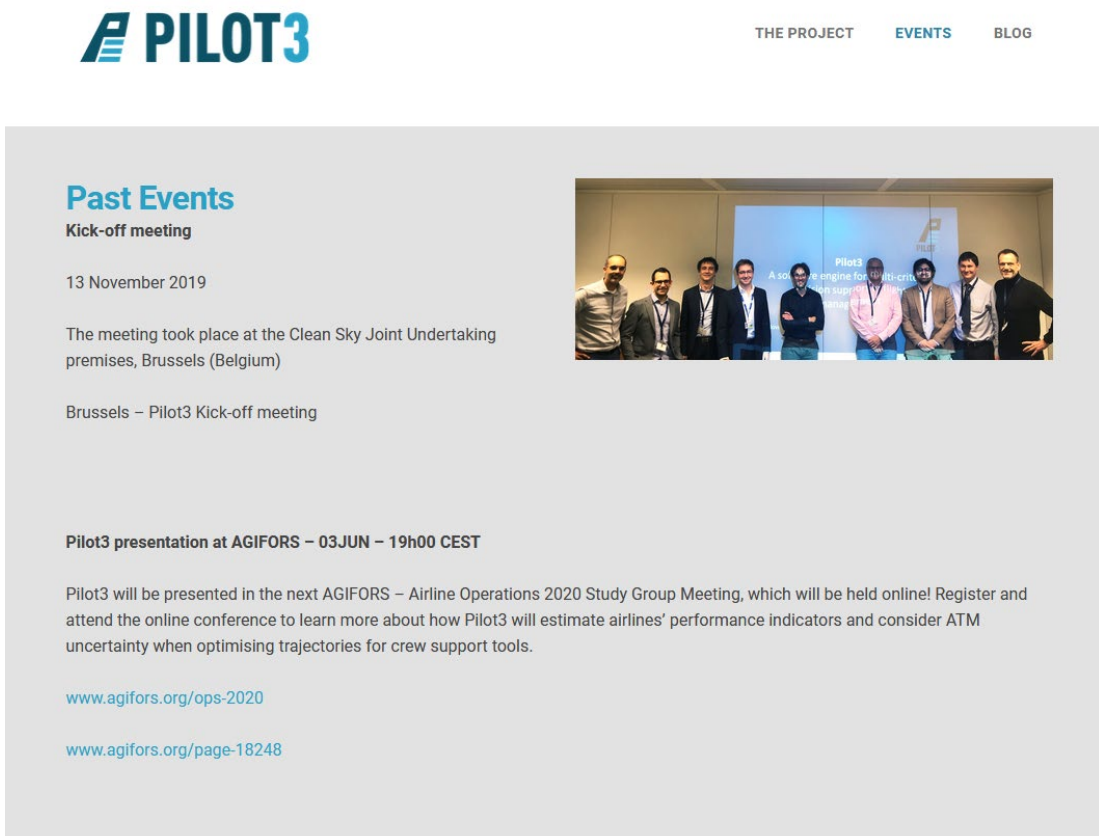 PILOT3
THE PROJECT EVENTS BLOG
Past Events
Kick-off meeting
13 November 2019
The meeting took place at the Clean Sky Joint Undertaking
premises, Brussels (Belgium)
Brussels – Pilot3 Kick-off meeting
PILOT3
Pilot3
engine for
Pilot3 presentation at AGIFORS – 03JUN – 19h00 CEST
Pilot3 will be presented in the next AGIFORS – Airline Operations 2020 Study Group Meeting, which will be held online! Register and
attend the online conference to learn more about how Pilot3 will estimate airlines’ performance indicators and consider ATM
uncertainty when optimising trajectories for crew support tools.
www.agifors.org/ops-2020
www.agifors.org/page-18248